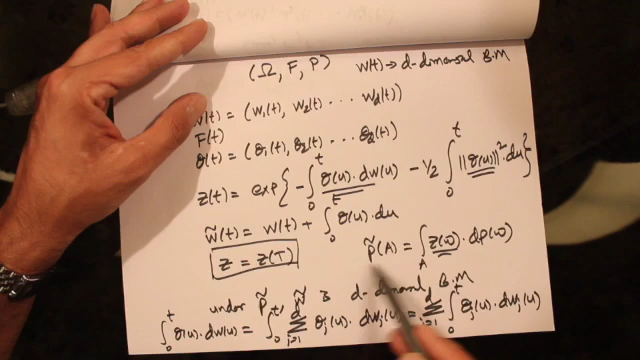 (Ω, F, P) W(t) → d-dimensional B.M
W(t) = (W₁(t), W₂(t) ... W_d(t))
F(t)
θ(t) = (θ₁(t), θ₂(t) ... θ_d(t))
Z(t) = exp{ -∫₀ᵗ θ(u)·dW(u) - 1/2 ∫₀ᵗ ||θ(u)||² du }
W̃(t) = W(t) + ∫₀ᵗ θ(u)·du
Z = Z(T) P̃(A) = ∫_A Z(ω)·dP(ω)
under P̃ d-dimensional B.M
∫₀ᵗ θ(u)·dW(u) = ∫₀ᵗ Σ_{j=1}^d θ_j(u)·dW_j(u) = Σ_{j=1}^d ∫₀ᵗ θ_j(u)·dW_j(u)